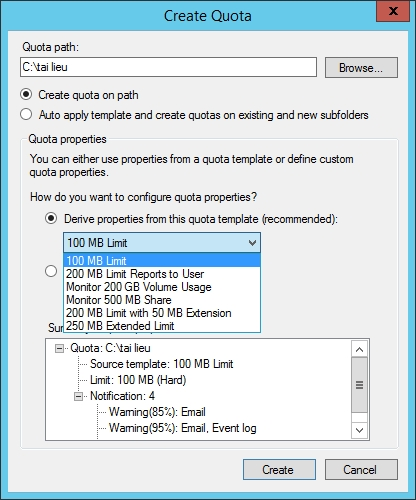 Create Quota
x
Quota path:
C:\tai lieu
Browse...
Create quota on path
Auto apply template and create quotas on existing and new subfolders
Quota properties
You can either use properties from a quota template or define custom
quota properties.
How do you want to configure quota properties?
Derive properties from this quota template (recommended):
100 MB Limit
100 MB Limit
200 MB Limit Reports to User
Monitor 200 GB Volume Usage
Monitor 500 MB Share
200 MB Limit with 50 MB Extension
250 MB Extended Limit
Quota: C:\tai lieu
Source template: 100 MB Limit
Limit: 100 MB (Hard)
Notification: 4
Warning(85%): Email
Warning(95%): Email, Event log
Create
Cancel